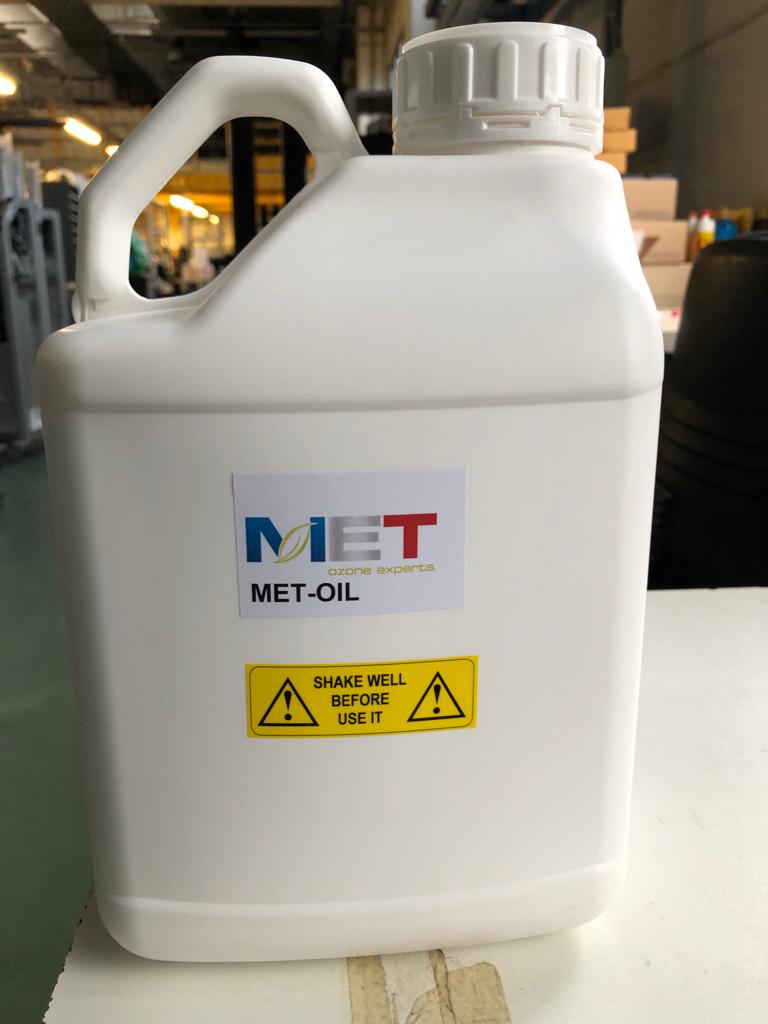 MET
ozone experts.
MET-OIL
SHAKE WELL
BEFORE
USE IT